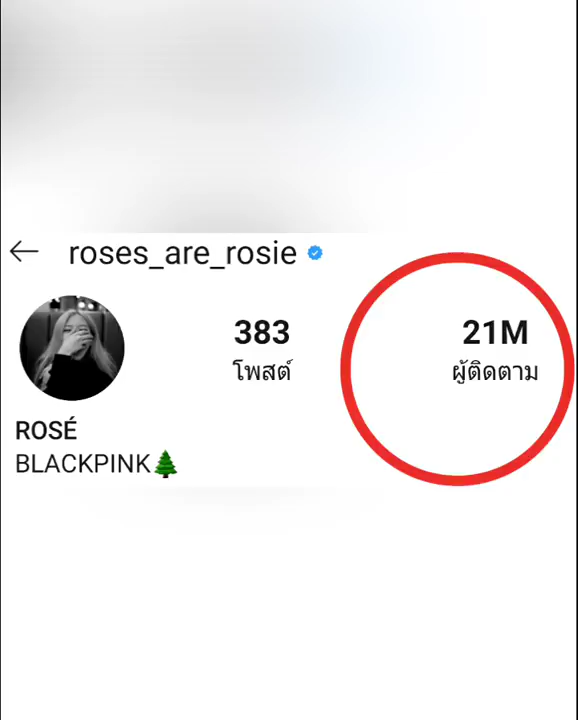 roses_are_rosie
383
โพสต์
21M
ผู้ติดตาม
ROSÉ
BLACKPINK🌲